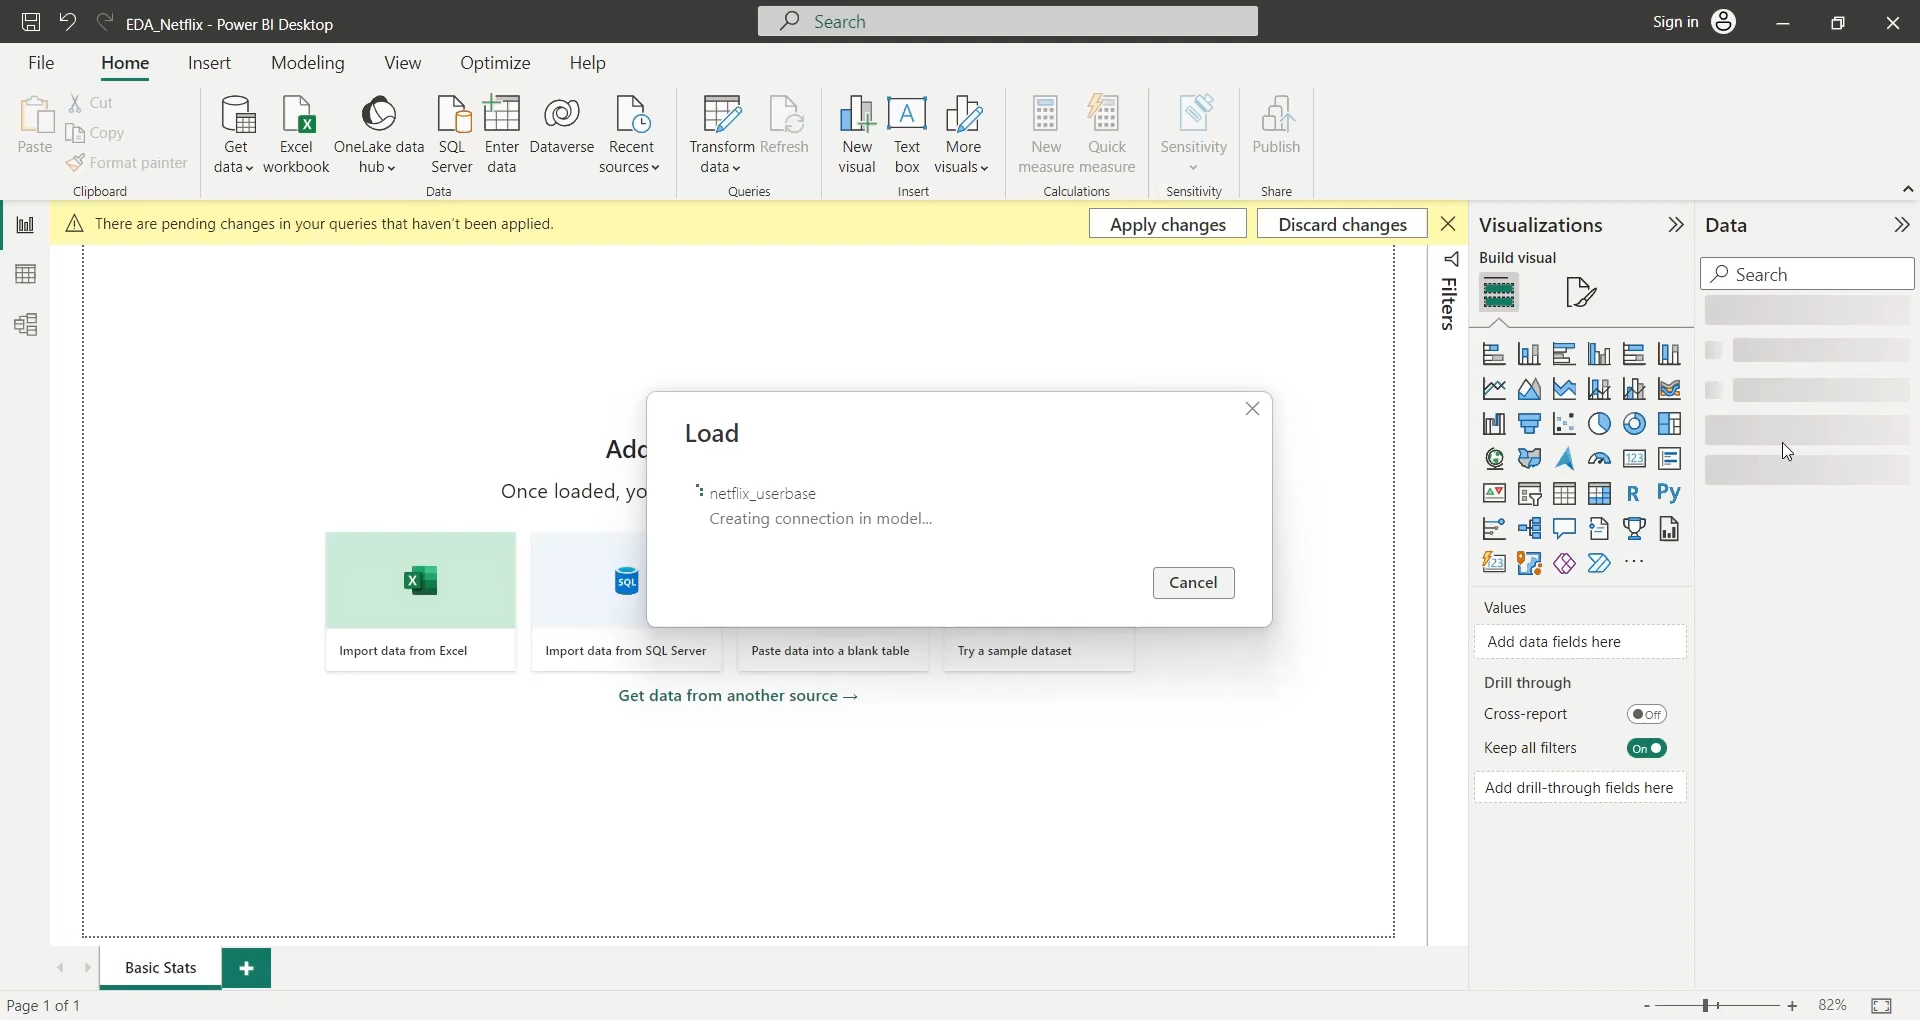 EDA_Netflix - Power BI Desktop
Search
Sign in
File
Home
Insert
Modeling
View
Optimize
Help
Paste
Cut
Copy
Format painter
Clipboard
Get
data
Excel
workbook
OneLake data
hub
SQL
Server
Enter
data
Dataverse
Recent
sources
Data
Transform
data
Refresh
Queries
New
visual
A
Text
box
More
visuals
Insert
New
measure
Quick
measure
Calculations
Sensitivity
Sensitivity
Publish
Share
There are pending changes in your queries that haven't been applied.
Apply changes
Discard changes
Filters
Visualizations
Build visual
123
R
Py
123
Values
Add data fields here
Drill through
Cross-report
Off
Keep all filters
On
Add drill-through fields here
Data
Search
Add
Once loaded, yo
Load
netflix_userbase
Creating connection in model...
Cancel
X
SQL
Import data from Excel
Import data from SQL Server
Paste data into a blank table
Try a sample dataset
Get data from another source →
Basic Stats
Page 1 of 1
- + 82%